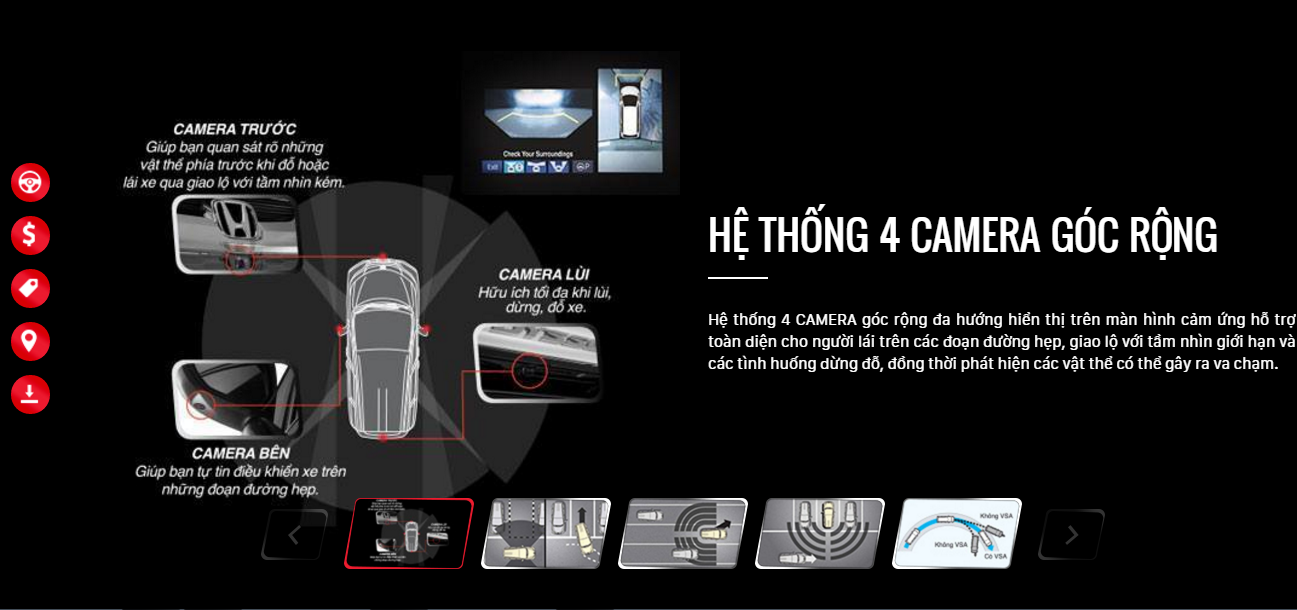 CAMERA TRƯỚC
Giúp bạn quan sát rõ những
vật thể phía trước khi đỗ hoặc
lái xe qua giao lộ với tầm nhìn kém.
Check Your Surroundings
Exit
P
CAMERA LÙI
Hữu ích tối đa khi lùi,
dừng, đỗ xe.
CAMERA BÊN
Giúp bạn tự tin điều khiển xe trên
những đoạn đường hẹp.
HỆ THỐNG 4 CAMERA GÓC RỘNG
Hệ thống 4 CAMERA góc rộng đa hướng hiển thị trên màn hình cảm ứng hỗ trợ
toàn diện cho người lái trên các đoạn đường hẹp, giao lộ với tầm nhìn giới hạn và
các tình huống dừng đỗ, đồng thời phát hiện các vật thể có thể gây ra va chạm.
Không VSA
Không VSA
Có VSA